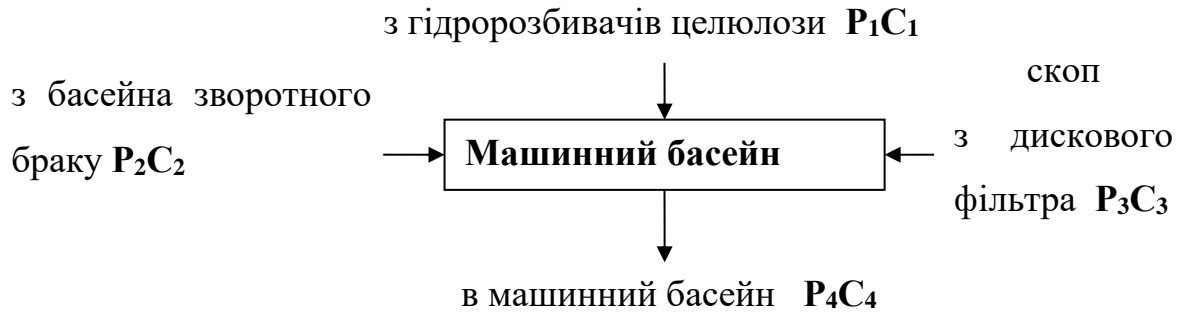 з гідророзбивачів целюлози P₁C₁
з басейна зворотного
браку P₂C₂
Машинний басейн
скоп
з дискового
фільтра P₃C₃
в машинний басейн P₄C₄